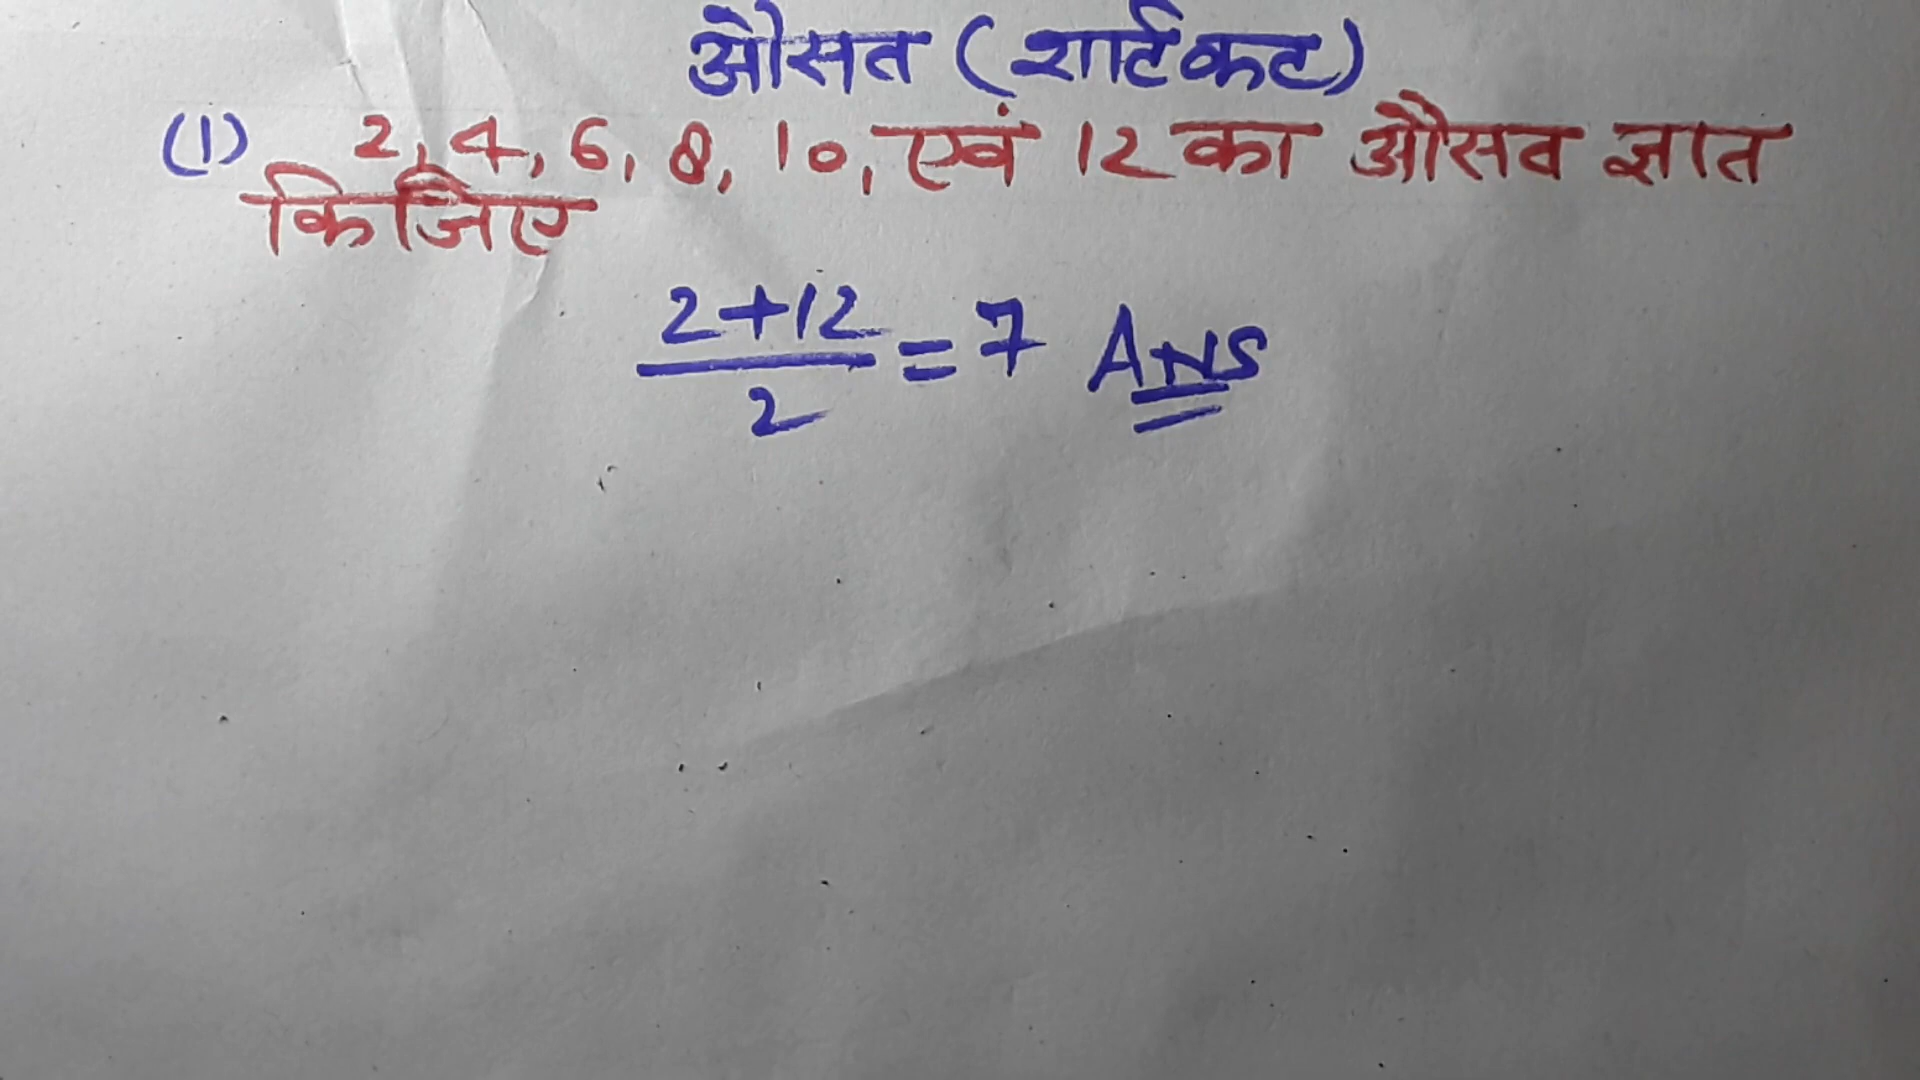 औसत (शार्टकट)
(1) 2, 4, 6, 8, 10, एवं 12 का औसत ज्ञात
किजिए
2+12
2
= 7 Ans